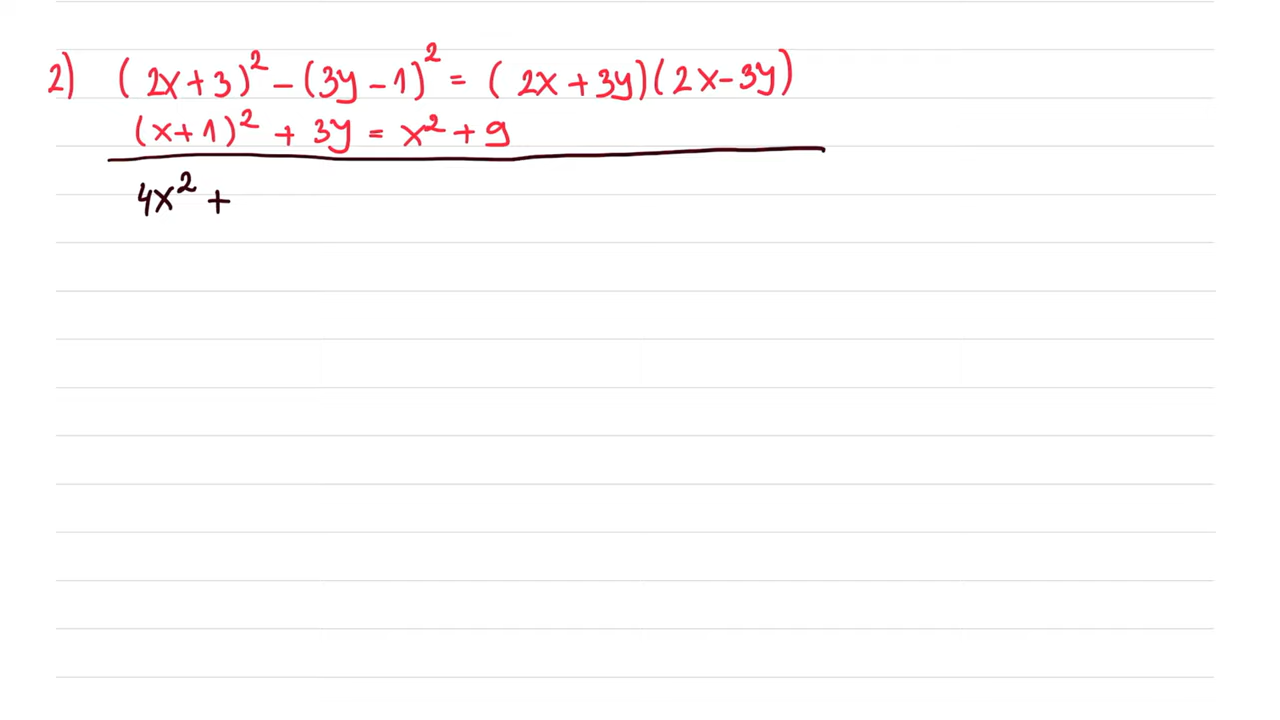 2) (2x+3)² - (3y-1)² = (2x+3y)(2x-3y)
(x+1)² + 3y = x² + 9
4x² +